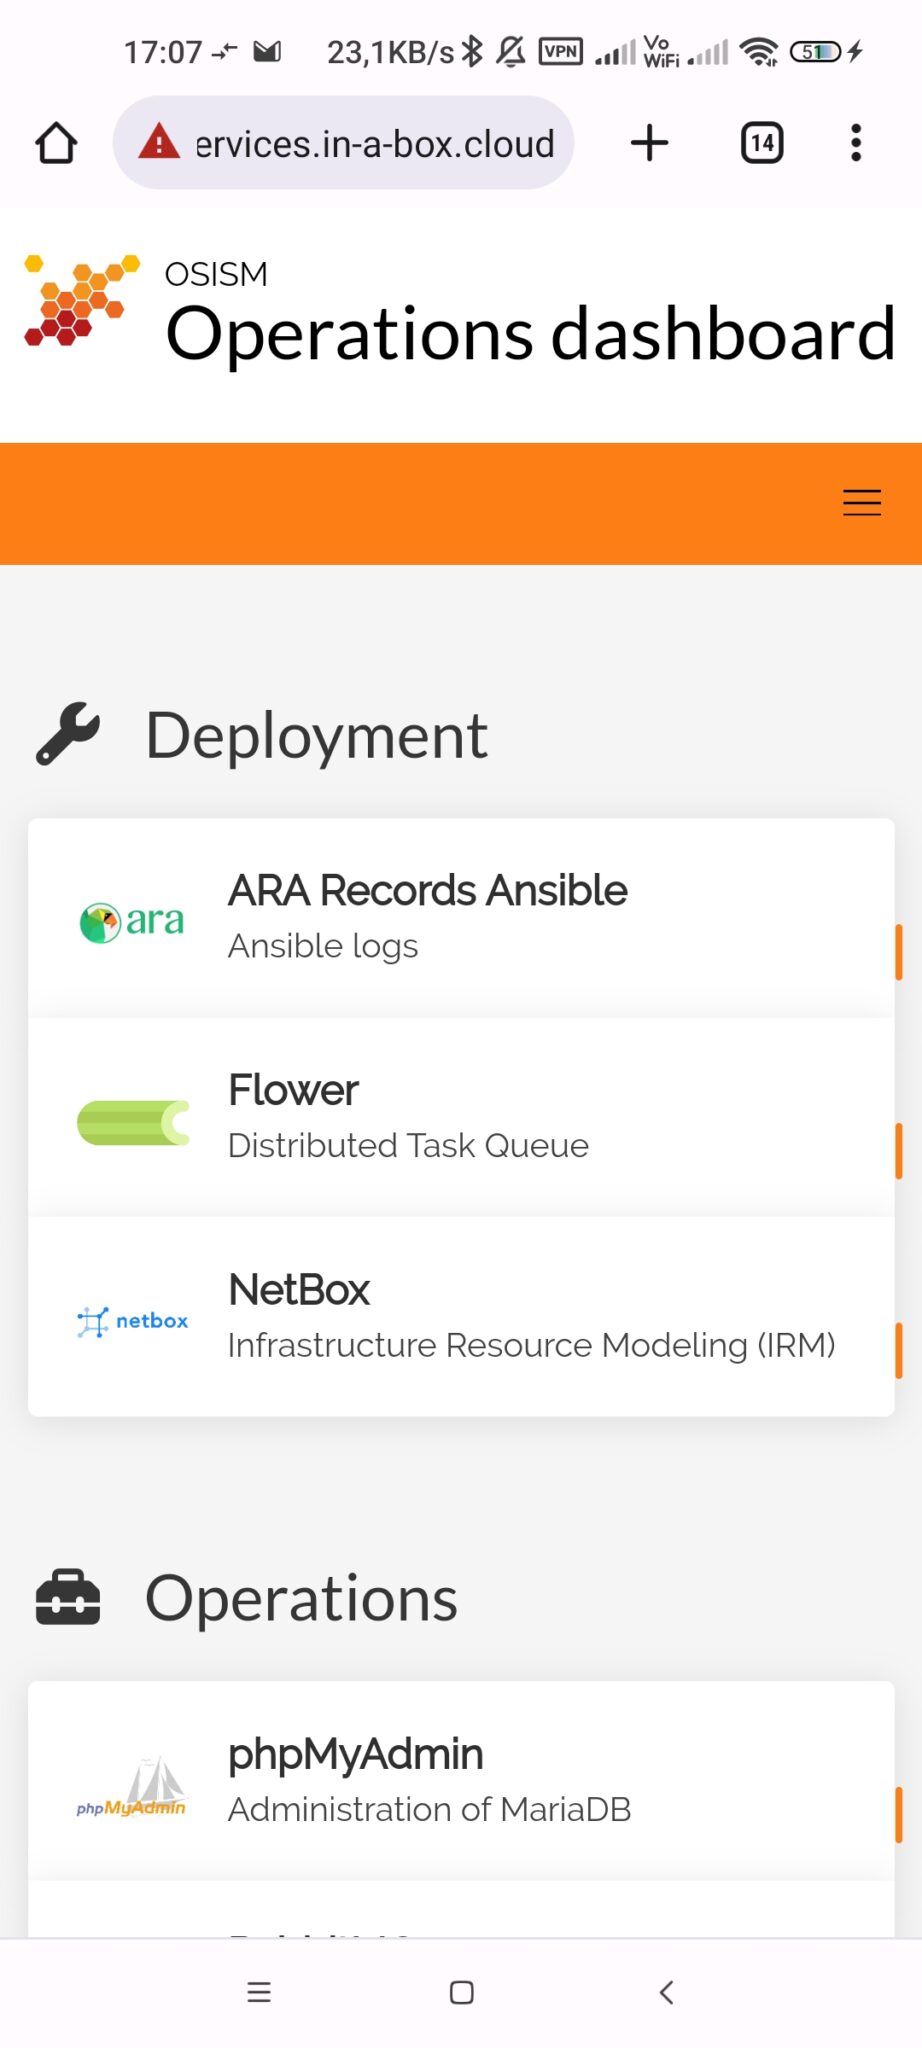 17:07 23,1KB/s VPN Vo WiFi 51
ervices.in-a-box.cloud 14
OSISM
Operations dashboard
Deployment
ara
ARA Records Ansible
Ansible logs
Flower
Distributed Task Queue
netbox
NetBox
Infrastructure Resource Modeling (IRM)
Operations
phpMyAdmin
phpMyAdmin
Administration of MariaDB